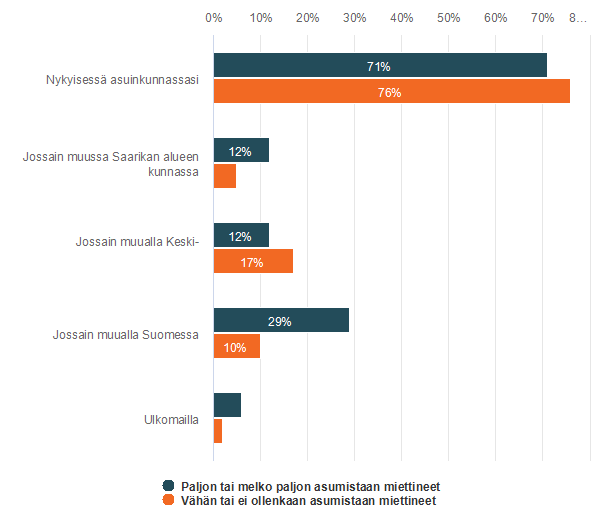 0% 10% 20% 30% 40% 50% 60% 70% 8...
Nykyisessä asuinkunnassasi
71%
76%
Jossain muussa Saarikan alueen
kunnassa
12%
Jossain muualla Keski-
12%
17%
Jossain muualla Suomessa
29%
10%
Ulkomailla
Paljon tai melko paljon asumistaan miettineet
Vähän tai ei ollenkaan asumistaan miettineet